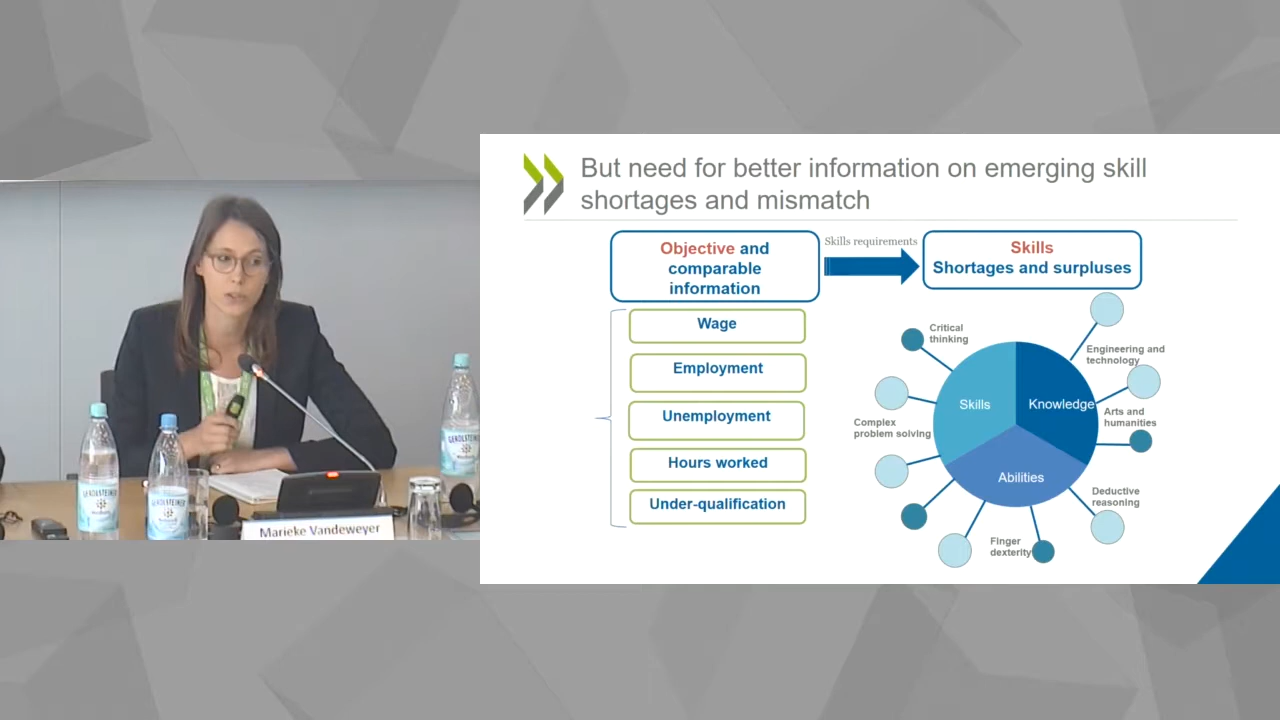 But need for better information on emerging skill
shortages and mismatch
Objective and
comparable
information
Skills requirements
Skills
Shortages and surpluses
Wage
Employment
Unemployment
Hours worked
Under-qualification
Critical
thinking
Engineering and
technology
Skills
Knowledge
Arts and
humanities
Complex
problem solving
Abilities
Deductive
reasoning
Finger
dexterity
GEROLSTEINER
GEROLSTEINER
Marieke Vandeweyer